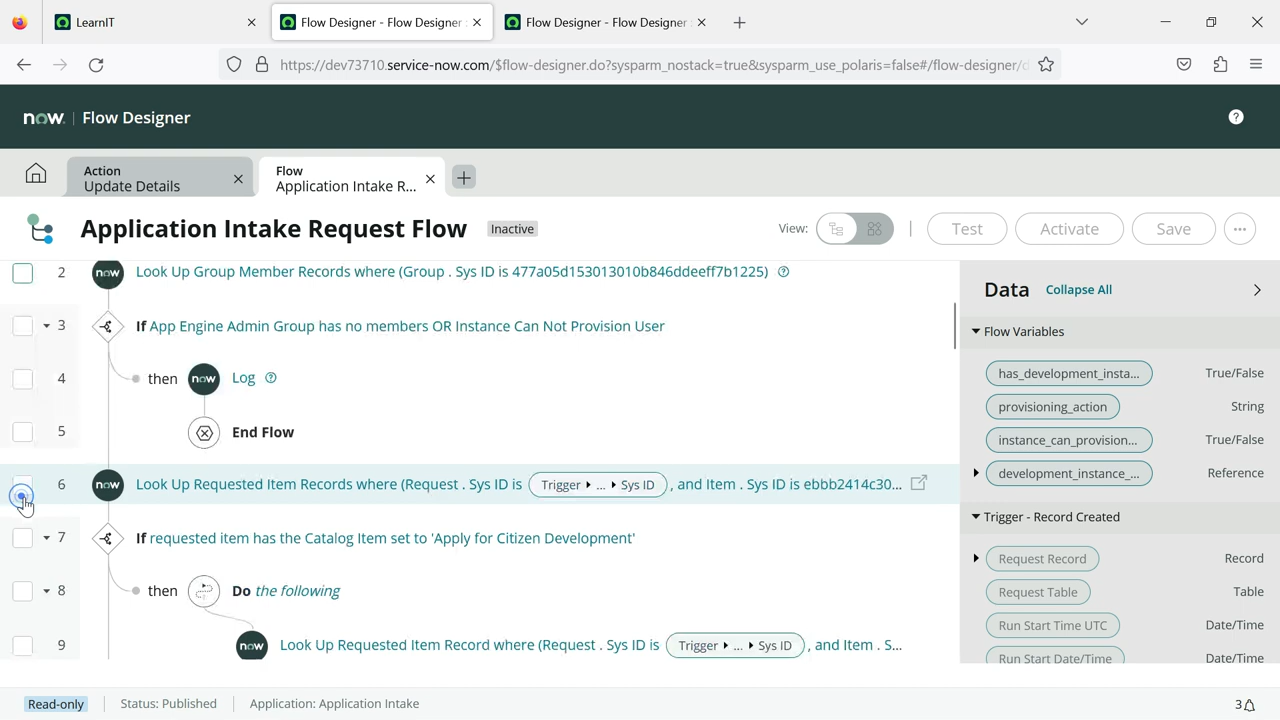 LearnIT
Flow Designer - Flow Designer
Flow Designer - Flow Designer
https://dev73710.service-now.com/$flow-designer.do?sysparm_nostack=true&sysparm_use_polaris=false#/flow-designer/
now. Flow Designer
Action
Update Details
Flow
Application Intake R...
Application Intake Request Flow Inactive View: Test Activate Save
2 now Look Up Group Member Records where (Group . Sys ID is 477a05d153013010b846ddeeff7b1225)
3 If App Engine Admin Group has no members OR Instance Can Not Provision User
4 then now Log
5 End Flow
6 now Look Up Requested Item Records where (Request . Sys ID is Trigger ... Sys ID , and Item . Sys ID is ebbb2414c30...
7 If requested item has the Catalog Item set to 'Apply for Citizen Development'
8 then Do the following
9 now Look Up Requested Item Record where (Request . Sys ID is Trigger ... Sys ID , and Item . S...
Data Collapse All
Flow Variables
has_development_insta... True/False
provisioning_action String
instance_can_provision... True/False
development_instance_... Reference
Trigger - Record Created
Request Record Record
Request Table Table
Run Start Time UTC Date/Time
Run Start Date/Time Date/Time
Read-only Status: Published Application: Application Intake 3